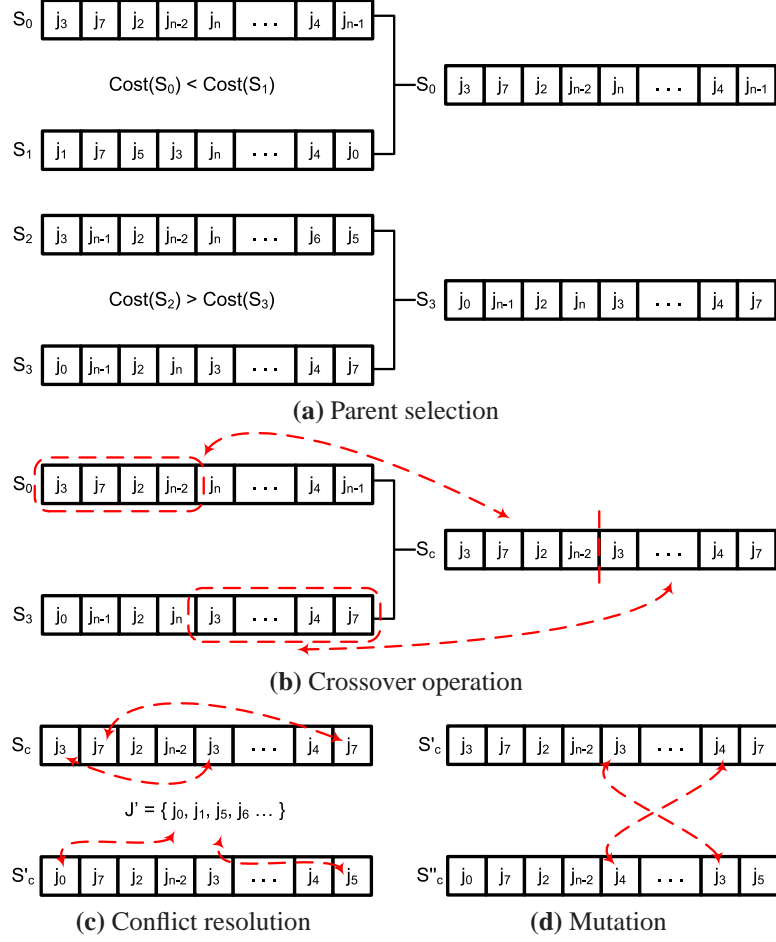 S₀ j₃ j₇ j₂ jₙ₋₂ jₙ . . . j₄ jₙ₋₁
Cost(S₀) < Cost(S₁)
S₀ j₃ j₇ j₂ jₙ₋₂ jₙ . . . j₄ jₙ₋₁
S₁ j₁ j₇ j₅ j₃ jₙ . . . j₄ j₀
S₂ j₃ jₙ₋₁ j₂ jₙ₋₂ jₙ . . . j₆ j₅
Cost(S₂) > Cost(S₃)
S₃ j₀ jₙ₋₁ j₂ jₙ j₃ . . . j₄ j₇
S₃ j₀ jₙ₋₁ j₂ jₙ j₃ . . . j₄ j₇
(a) Parent selection
S₀ j₃ j₇ j₂ jₙ₋₂ jₙ . . . j₄ jₙ₋₁
S_c j₃ j₇ j₂ jₙ₋₂ j₃ . . . j₄ j₇
S₃ j₀ jₙ₋₁ j₂ jₙ j₃ . . . j₄ j₇
(b) Crossover operation
S_c j₃ j₇ j₂ jₙ₋₂ j₃ . . . j₄ j₇
J' = { j₀, j₁, j₅, j₆ ... }
S'_c j₀ j₇ j₂ jₙ₋₂ j₃ . . . j₄ j₅
(c) Conflict resolution
S'_c j₃ j₇ j₂ jₙ₋₂ j₃ . . . j₄ j₇
S''_c j₀ j₇ j₂ jₙ₋₂ j₄ . . . j₃ j₅
(d) Mutation